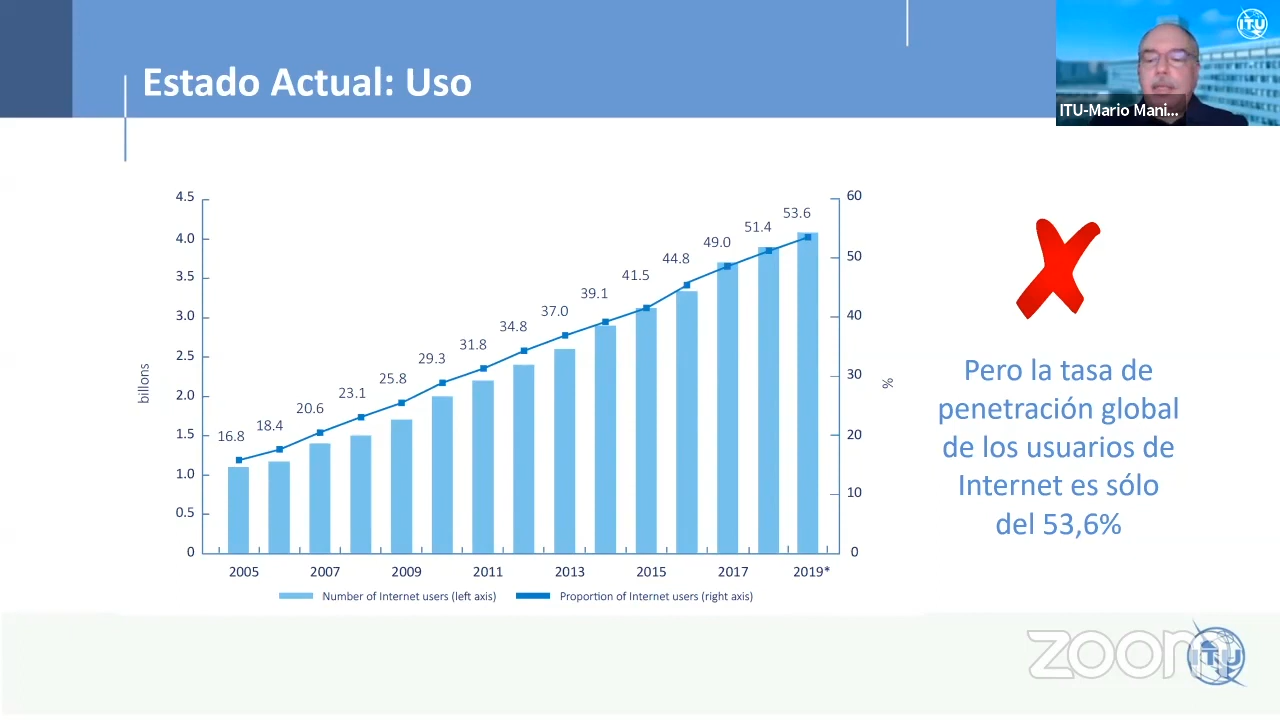 Estado Actual: Uso
ITU
ITU-Mario Mani...
4.5
4.0
3.5
3.0
2.5
2.0
1.5
1.0
0.5
0
billons
16.8
18.4
20.6
23.1
25.8
29.3
31.8
34.8
37.0
39.1
41.5
44.8
49.0
51.4
53.6
60
50
40
30
20
10
0
%
2005 2007 2009 2011 2013 2015 2017 2019*
Number of Internet users (left axis) Proportion of Internet users (right axis)
Pero la tasa de
penetración global
de los usuarios de
Internet es sólo
del 53,6%
zoom
ITU